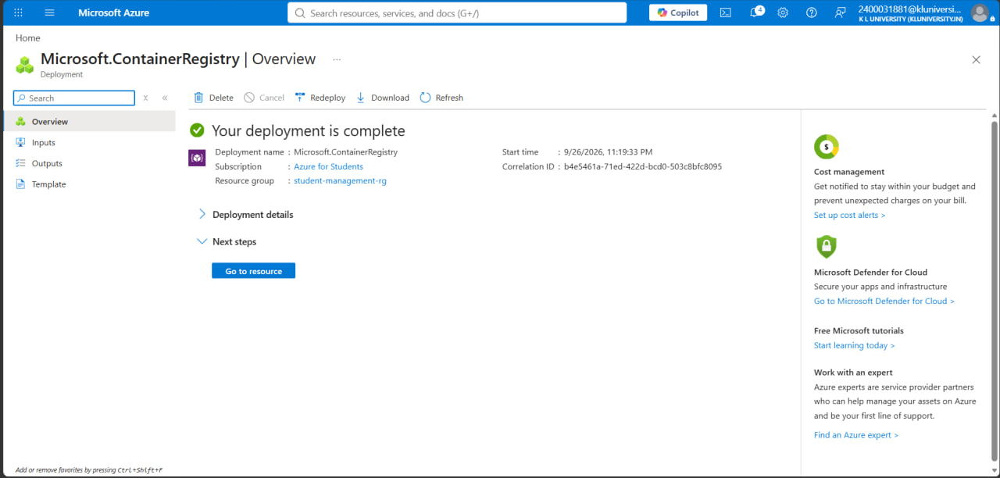 Microsoft Azure
Search resources, services, and docs (G+/)
Copilot
4
2400031881@kluniversi...
K L UNIVERSITY (KLUNIVERSITY.IN)
Home
Microsoft.ContainerRegistry | Overview ...
Deployment
Search
Delete Cancel Redeploy Download Refresh
Overview
Inputs
Outputs
Template
Your deployment is complete
Deployment name : Microsoft.ContainerRegistry
Subscription : Azure for Students
Resource group : student-management-rg
Start time : 9/26/2026, 11:19:33 PM
Correlation ID : b4e5461a-71ed-422d-bcd0-503c8bfc8095
Deployment details
Next steps
Go to resource
$
Cost management
Get notified to stay within your budget and
prevent unexpected charges on your bill.
Set up cost alerts >
Microsoft Defender for Cloud
Secure your apps and infrastructure
Go to Microsoft Defender for Cloud >
Free Microsoft tutorials
Start learning today >
Work with an expert
Azure experts are service provider partners
who can help manage your assets on Azure
and be your first line of support.
Find an Azure expert >
Add or remove favorites by pressing Ctrl+Shift+F